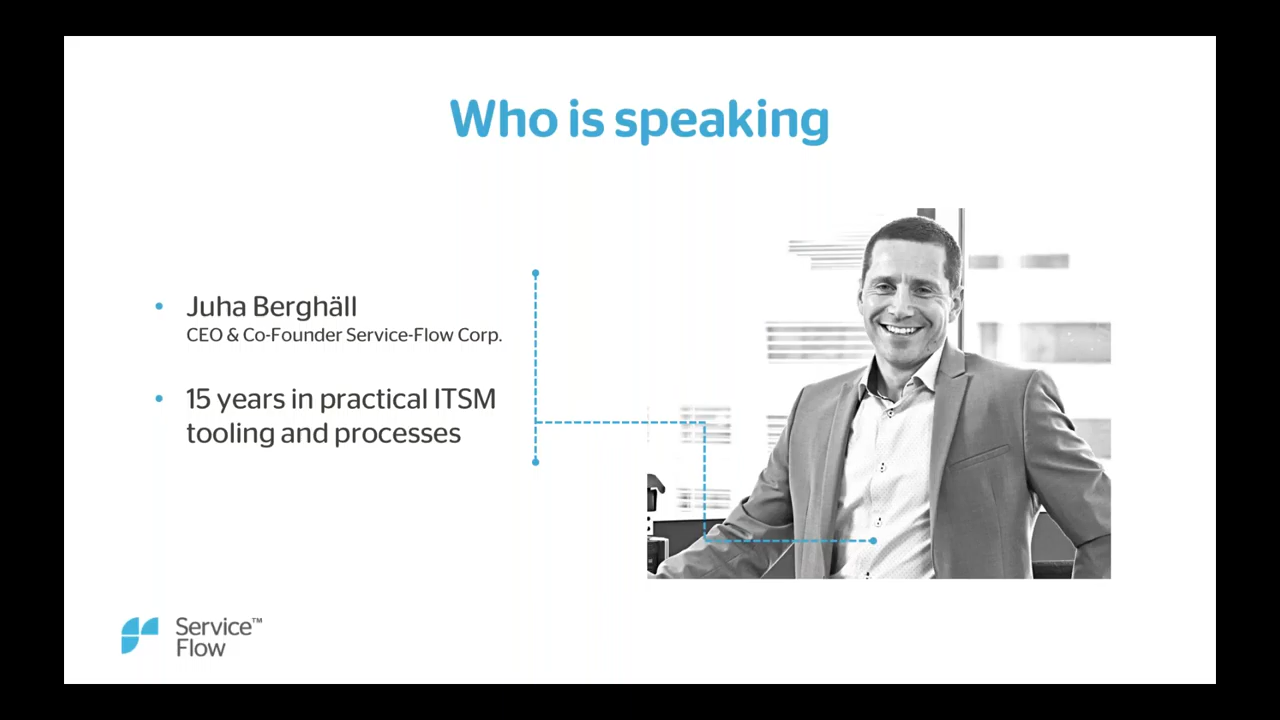 Who is speaking
• Juha Berghäll
CEO & Co-Founder Service-Flow Corp.
• 15 years in practical ITSM
tooling and processes
Service™
Flow